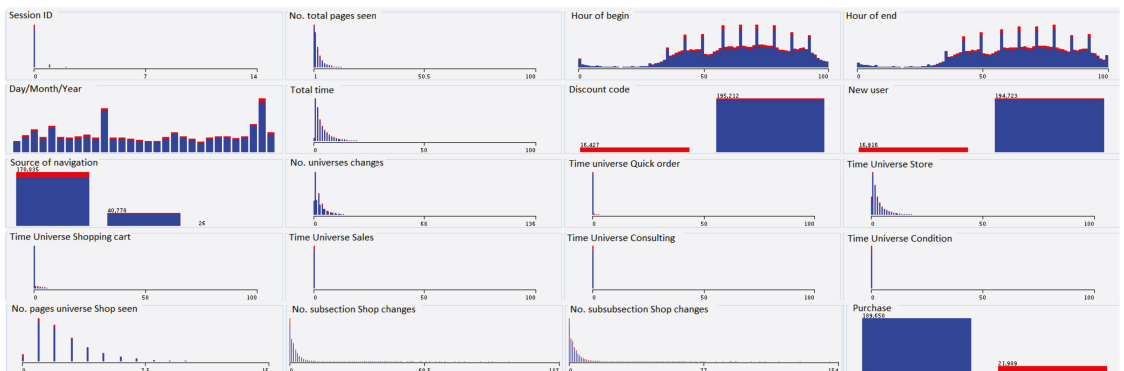 Session ID
0 7 14
No. total pages seen
1 50.5 100
Hour of begin
0 50 100
Hour of end
0 50 100
Day/Month/Year
Total time
0 50 100
Discount code
16,427 195,212
New user
16,916 194,723
Source of navigation
170,835 40,778 26
No. universes changes
0 68 136
Time universe Quick order
0 50 100
Time Universe Store
0 50 100
Time Universe Shopping cart
0 50 100
Time Universe Sales
0 50 100
Time Universe Consulting
0 50 100
Time Universe Condition
0 50 100
No. pages universe Shop seen
0 7.5 15
No. subsection Shop changes
0 68.5 137
No. subsubsection Shop changes
0 77 154
Purchase
189,650 21,989